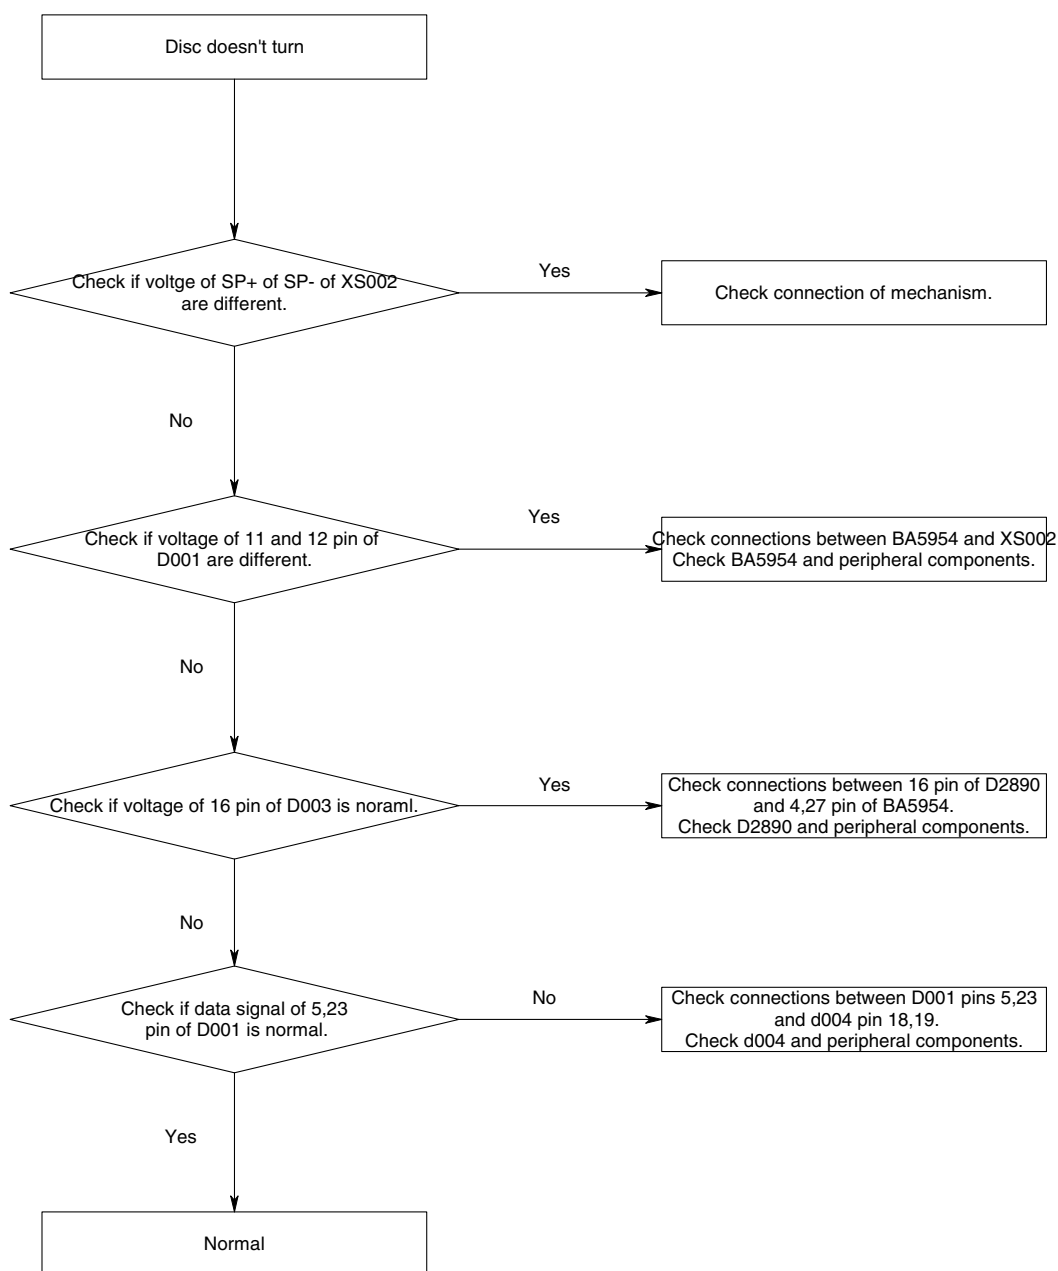 Disc doesn't turn
Check if voltge of SP+ of SP- of XS002
are different.
Yes
Check connection of mechanism.
No
Check if voltage of 11 and 12 pin of
D001 are different.
Yes
Check connections between BA5954 and XS002
Check BA5954 and peripheral components.
No
Check if voltage of 16 pin of D003 is noraml.
Yes
Check connections between 16 pin of D2890
and 4,27 pin of BA5954.
Check D2890 and peripheral components.
No
Check if data signal of 5,23
pin of D001 is normal.
No
Check connections between D001 pins 5,23
and d004 pin 18,19.
Check d004 and peripheral components.
Yes
Normal